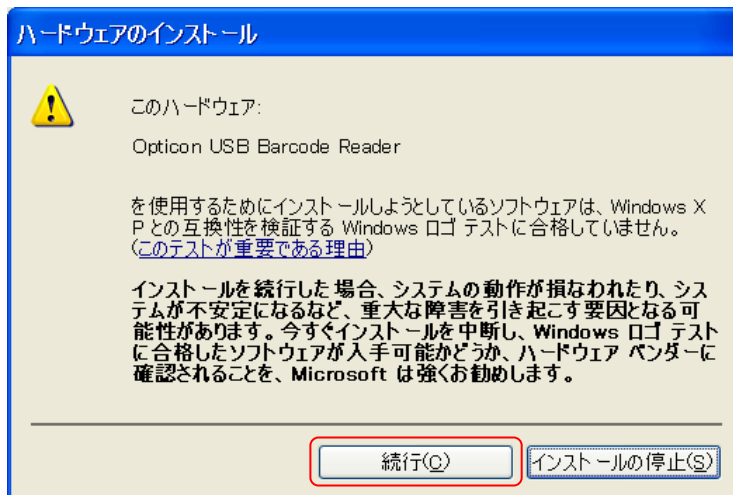 ハードウェアのインストール
このハードウェア:
Opticon USB Barcode Reader
を使用するためにインストールしようとしているソフトウェアは、Windows X
P との互換性を検証する Windows ロゴ テストに合格していません。
(このテストが重要である理由)
インストールを続行した場合、システムの動作が損なわれたり、シス
テムが不安定になるなど、重大な障害を引き起こす要因となる可
能性があります。今すぐインストールを中断し、Windows ロゴ テスト
に合格したソフトウェアが入手可能かどうか、ハードウェア ベンダーに
確認されることを、Microsoft は強くお勧めします。
続行(C) インストールの停止(S)